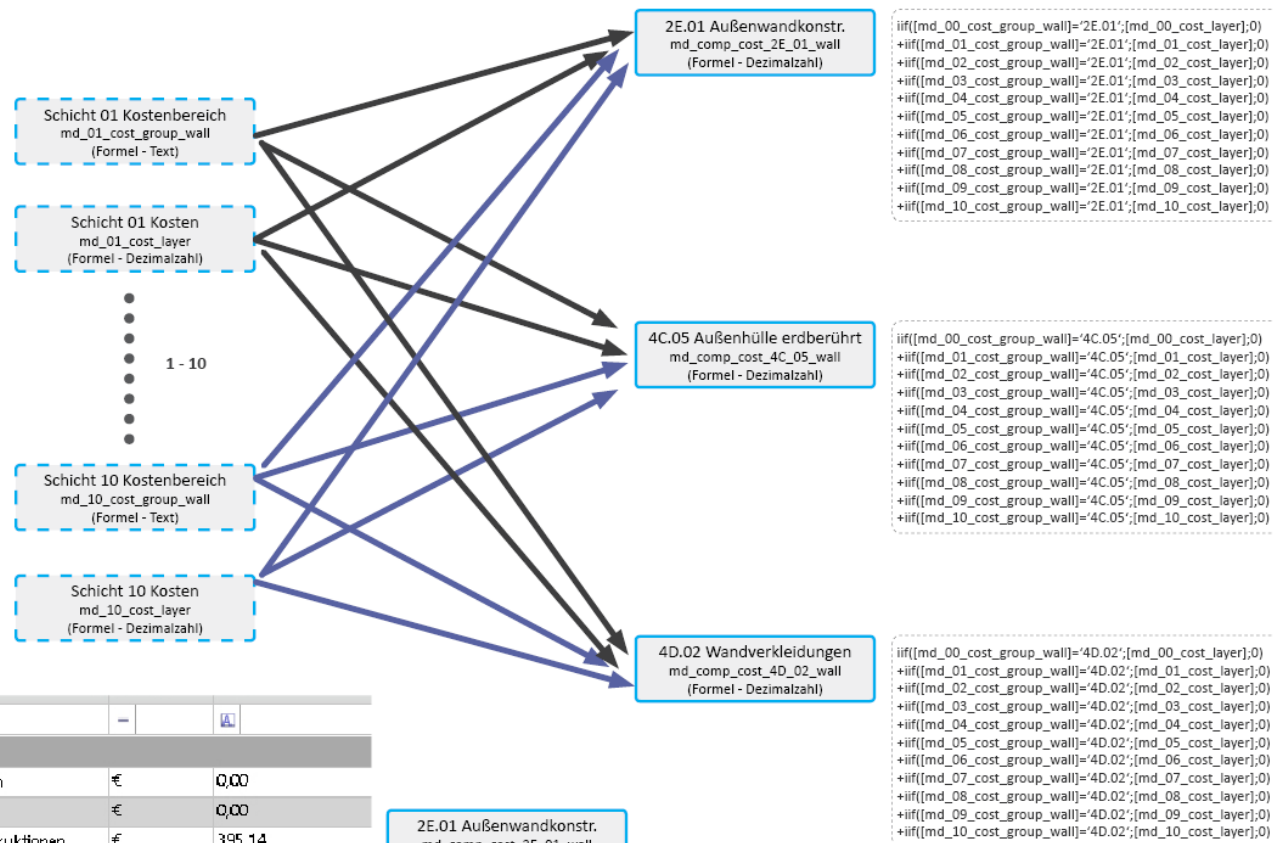 2E.01 Außenwandkonstr.
md_comp_cost_2E_01_wall
(Formel - Dezimalzahl)
iif([md_00_cost_group_wall]=‘2E.01‘;[md_00_cost_layer];0)
+iif([md_01_cost_group_wall]=‘2E.01‘;[md_01_cost_layer];0)
+iif([md_02_cost_group_wall]=‘2E.01‘;[md_02_cost_layer];0)
+iif([md_03_cost_group_wall]=‘2E.01‘;[md_03_cost_layer];0)
+iif([md_04_cost_group_wall]=‘2E.01‘;[md_04_cost_layer];0)
+iif([md_05_cost_group_wall]=‘2E.01‘;[md_05_cost_layer];0)
+iif([md_06_cost_group_wall]=‘2E.01‘;[md_06_cost_layer];0)
+iif([md_07_cost_group_wall]=‘2E.01‘;[md_07_cost_layer];0)
+iif([md_08_cost_group_wall]=‘2E.01‘;[md_08_cost_layer];0)
+iif([md_09_cost_group_wall]=‘2E.01‘;[md_09_cost_layer];0)
+iif([md_10_cost_group_wall]=‘2E.01‘;[md_10_cost_layer];0)
Schicht 01 Kostenbereich
md_01_cost_group_wall
(Formel - Text)
Schicht 01 Kosten
md_01_cost_layer
(Formel - Dezimalzahl)
1 - 10
4C.05 Außenhülle erdberührt
md_comp_cost_4C_05_wall
(Formel - Dezimalzahl)
iif([md_00_cost_group_wall]=‘4C.05‘;[md_00_cost_layer];0)
+iif([md_01_cost_group_wall]=‘4C.05‘;[md_01_cost_layer];0)
+iif([md_02_cost_group_wall]=‘4C.05‘;[md_02_cost_layer];0)
+iif([md_03_cost_group_wall]=‘4C.05‘;[md_03_cost_layer];0)
+iif([md_04_cost_group_wall]=‘4C.05‘;[md_04_cost_layer];0)
+iif([md_05_cost_group_wall]=‘4C.05‘;[md_05_cost_layer];0)
+iif([md_06_cost_group_wall]=‘4C.05‘;[md_06_cost_layer];0)
+iif([md_07_cost_group_wall]=‘4C.05‘;[md_07_cost_layer];0)
+iif([md_08_cost_group_wall]=‘4C.05‘;[md_08_cost_layer];0)
+iif([md_09_cost_group_wall]=‘4C.05‘;[md_09_cost_layer];0)
+iif([md_10_cost_group_wall]=‘4C.05‘;[md_10_cost_layer];0)
Schicht 10 Kostenbereich
md_10_cost_group_wall
(Formel - Text)
Schicht 10 Kosten
md_10_cost_layer
(Formel - Dezimalzahl)
4D.02 Wandverkleidungen
md_comp_cost_4D_02_wall
(Formel - Dezimalzahl)
iif([md_00_cost_group_wall]=‘4D.02‘;[md_00_cost_layer];0)
+iif([md_01_cost_group_wall]=‘4D.02‘;[md_01_cost_layer];0)
+iif([md_02_cost_group_wall]=‘4D.02‘;[md_02_cost_layer];0)
+iif([md_03_cost_group_wall]=‘4D.02‘;[md_03_cost_layer];0)
+iif([md_04_cost_group_wall]=‘4D.02‘;[md_04_cost_layer];0)
+iif([md_05_cost_group_wall]=‘4D.02‘;[md_05_cost_layer];0)
+iif([md_06_cost_group_wall]=‘4D.02‘;[md_06_cost_layer];0)
+iif([md_07_cost_group_wall]=‘4D.02‘;[md_07_cost_layer];0)
+iif([md_08_cost_group_wall]=‘4D.02‘;[md_08_cost_layer];0)
+iif([md_09_cost_group_wall]=‘4D.02‘;[md_09_cost_layer];0)
+iif([md_10_cost_group_wall]=‘4D.02‘;[md_10_cost_layer];0)
€ 0,00
€ 0,00
€ 395,14
2E.01 Außenwandkonstr.